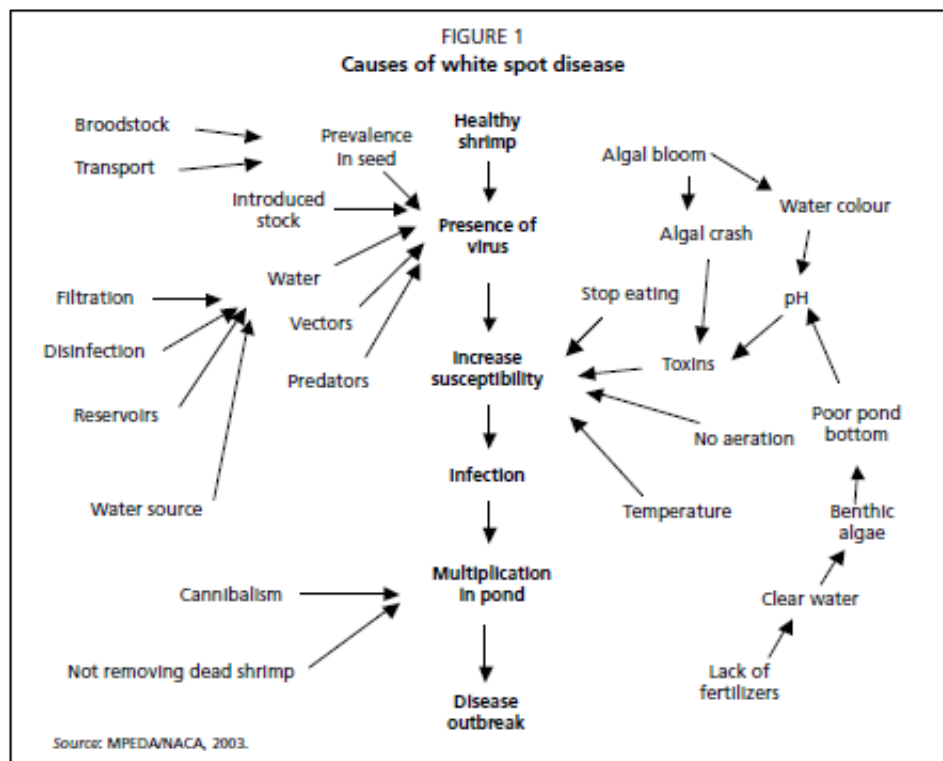 FIGURE 1
Causes of white spot disease
Broodstock
Transport
Prevalence
in seed
Healthy
shrimp
Algal bloom
Introduced
stock
Water colour
Presence of
virus
Algal crash
Water
Filtration
Stop eating
pH
Vectors
Disinfection
Increase
susceptibility
Toxins
Predators
Reservoirs
Poor pond
bottom
No aeration
Infection
Water source
Temperature
Benthic
algae
Multiplication
in pond
Cannibalism
Clear water
Not removing dead shrimp
Lack of
fertilizers
Disease
outbreak
Source: MPEDA/NACA, 2003.